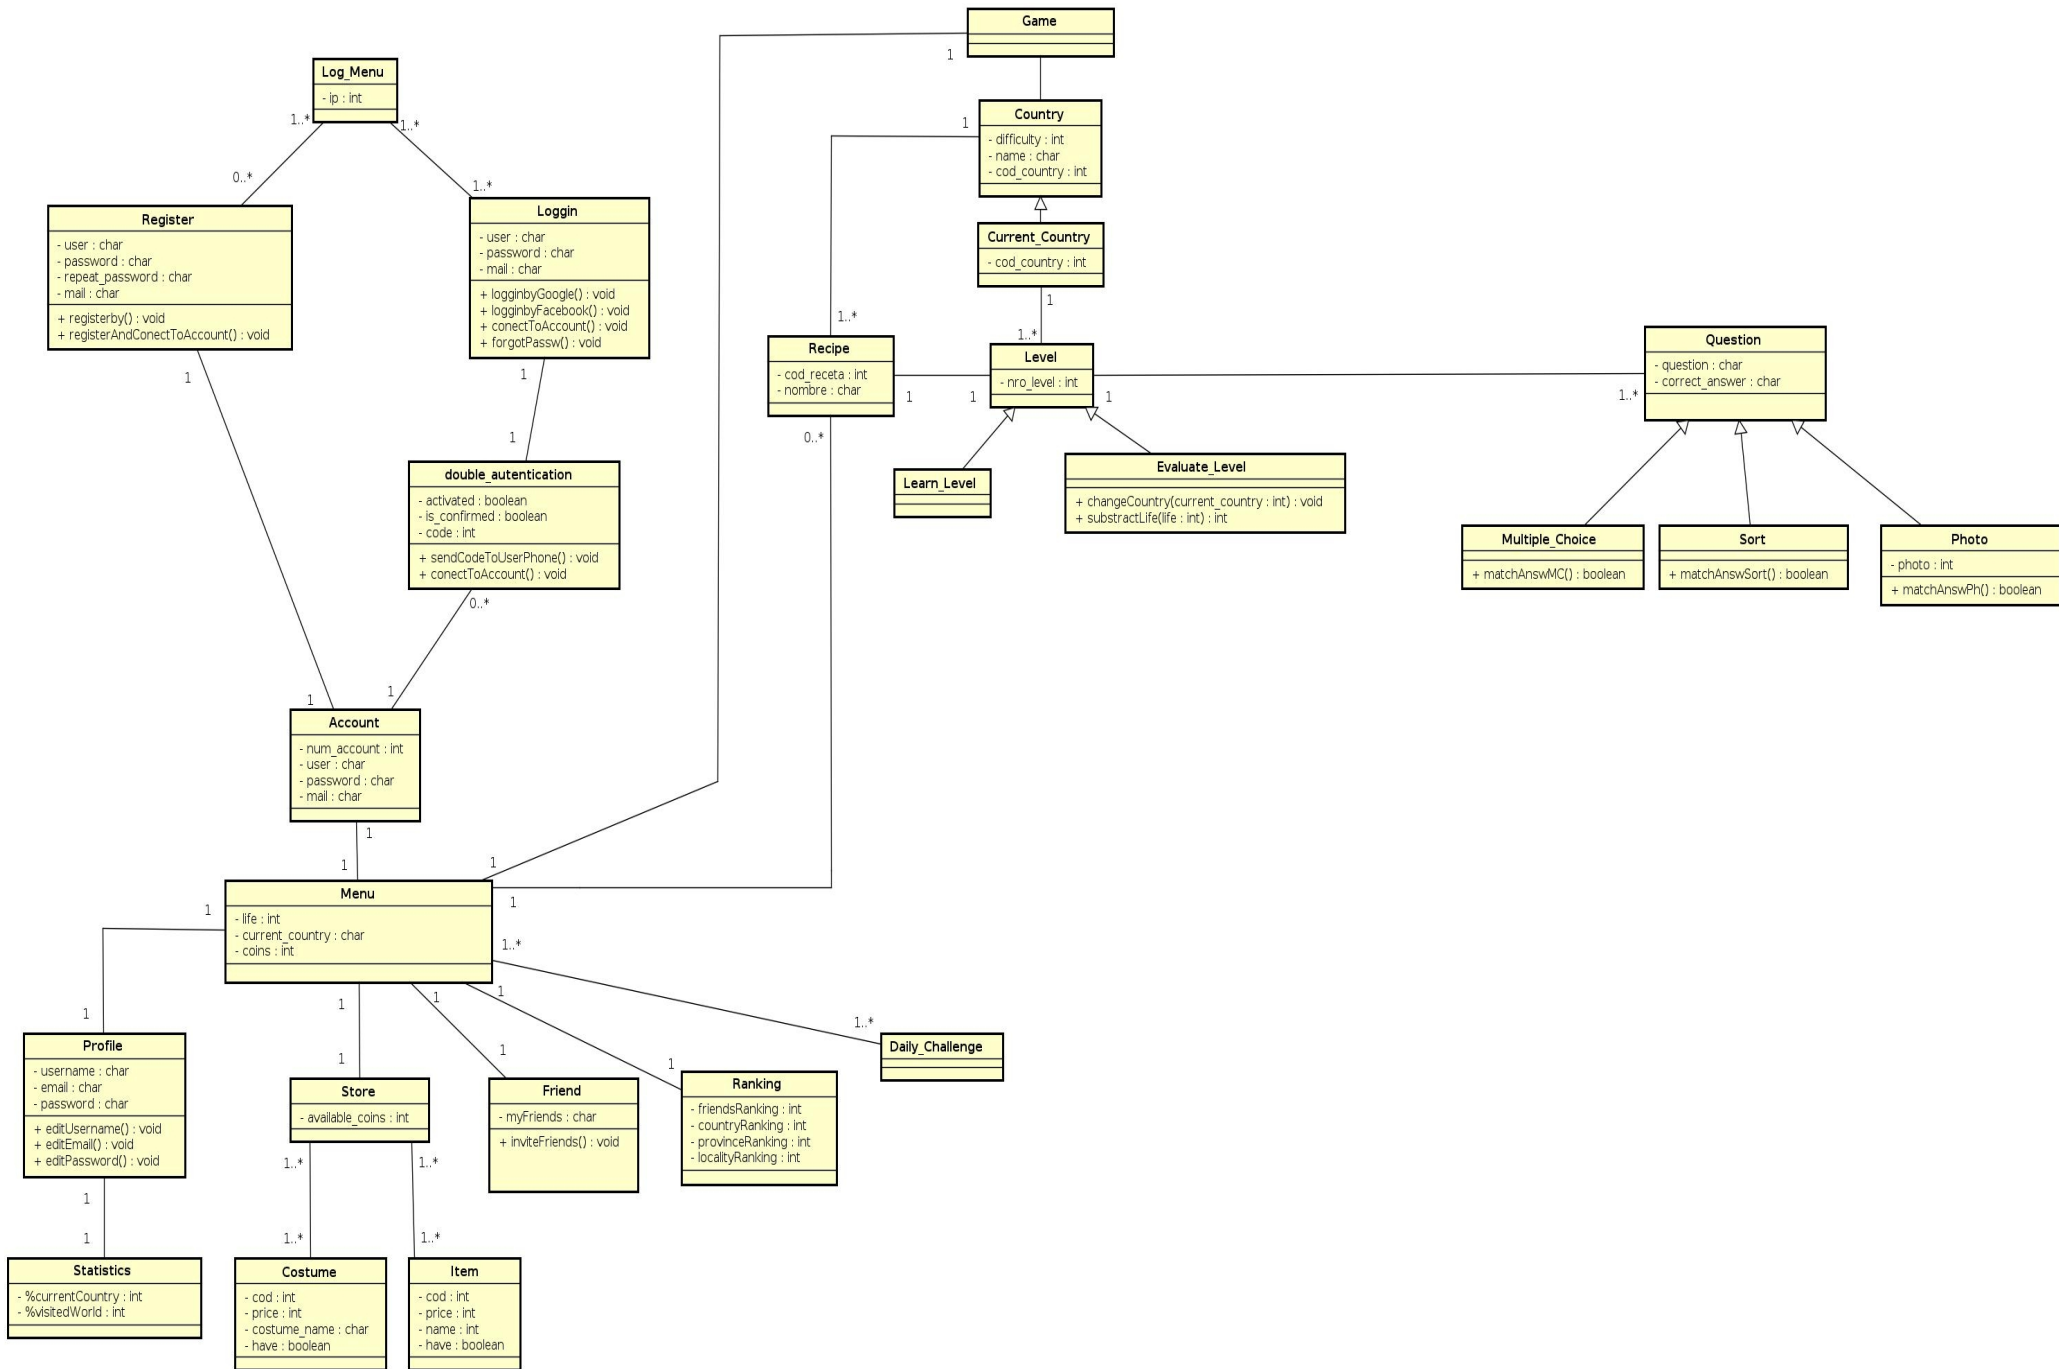 Game
1
Log_Menu
- ip : int
1..*
1..*
0..*
1..*
Country
- difficulty : int
- name : char
- cod_country : int
1
Register
- user : char
- password : char
- repeat_password : char
- mail : char
+ registerby() : void
+ registerAndConectToAccount() : void
1
Loggin
- user : char
- password : char
- mail : char
+ logginbyGoogle() : void
+ logginbyFacebook() : void
+ conectToAccount() : void
+ forgotPassw() : void
1
Current_Country
- cod_country : int
1
1..*
1..*
Recipe
- cod_receta : int
- nombre : char
1
1
0..*
Level
- nro_level : int
1
1..*
Question
- question : char
- correct_answer : char
Learn_Level
Evaluate_Level
+ changeCountry(current_country : int) : void
+ substractLife(life : int) : int
Multiple_Choice
+ matchAnswMC() : boolean
Sort
+ matchAnswSort() : boolean
Photo
- photo : int
+ matchAnswPh() : boolean
1
double_autentication
- activated : boolean
- is_confirmed : boolean
- code : int
+ sendCodeToUserPhone() : void
+ conectToAccount() : void
0..*
1
1
Account
- num_account : int
- user : char
- password : char
- mail : char
1
1
1
Menu
- life : int
- current_country : char
- coins : int
1
1
1..*
1
1
1
1
1..*
1
1
1
Profile
- username : char
- email : char
- password : char
+ editUsername() : void
+ editEmail() : void
+ editPassword() : void
1
1
Store
- available_coins : int
1..*
1..*
1..*
1..*
Friend
- myFriends : char
+ inviteFriends() : void
Ranking
- friendsRanking : int
- countryRanking : int
- provinceRanking : int
- localityRanking : int
Daily_Challenge
Statistics
- %currentCountry : int
- %visitedWorld : int
Costume
- cod : int
- price : int
- costume_name : char
- have : boolean
Item
- cod : int
- price : int
- name : int
- have : boolean